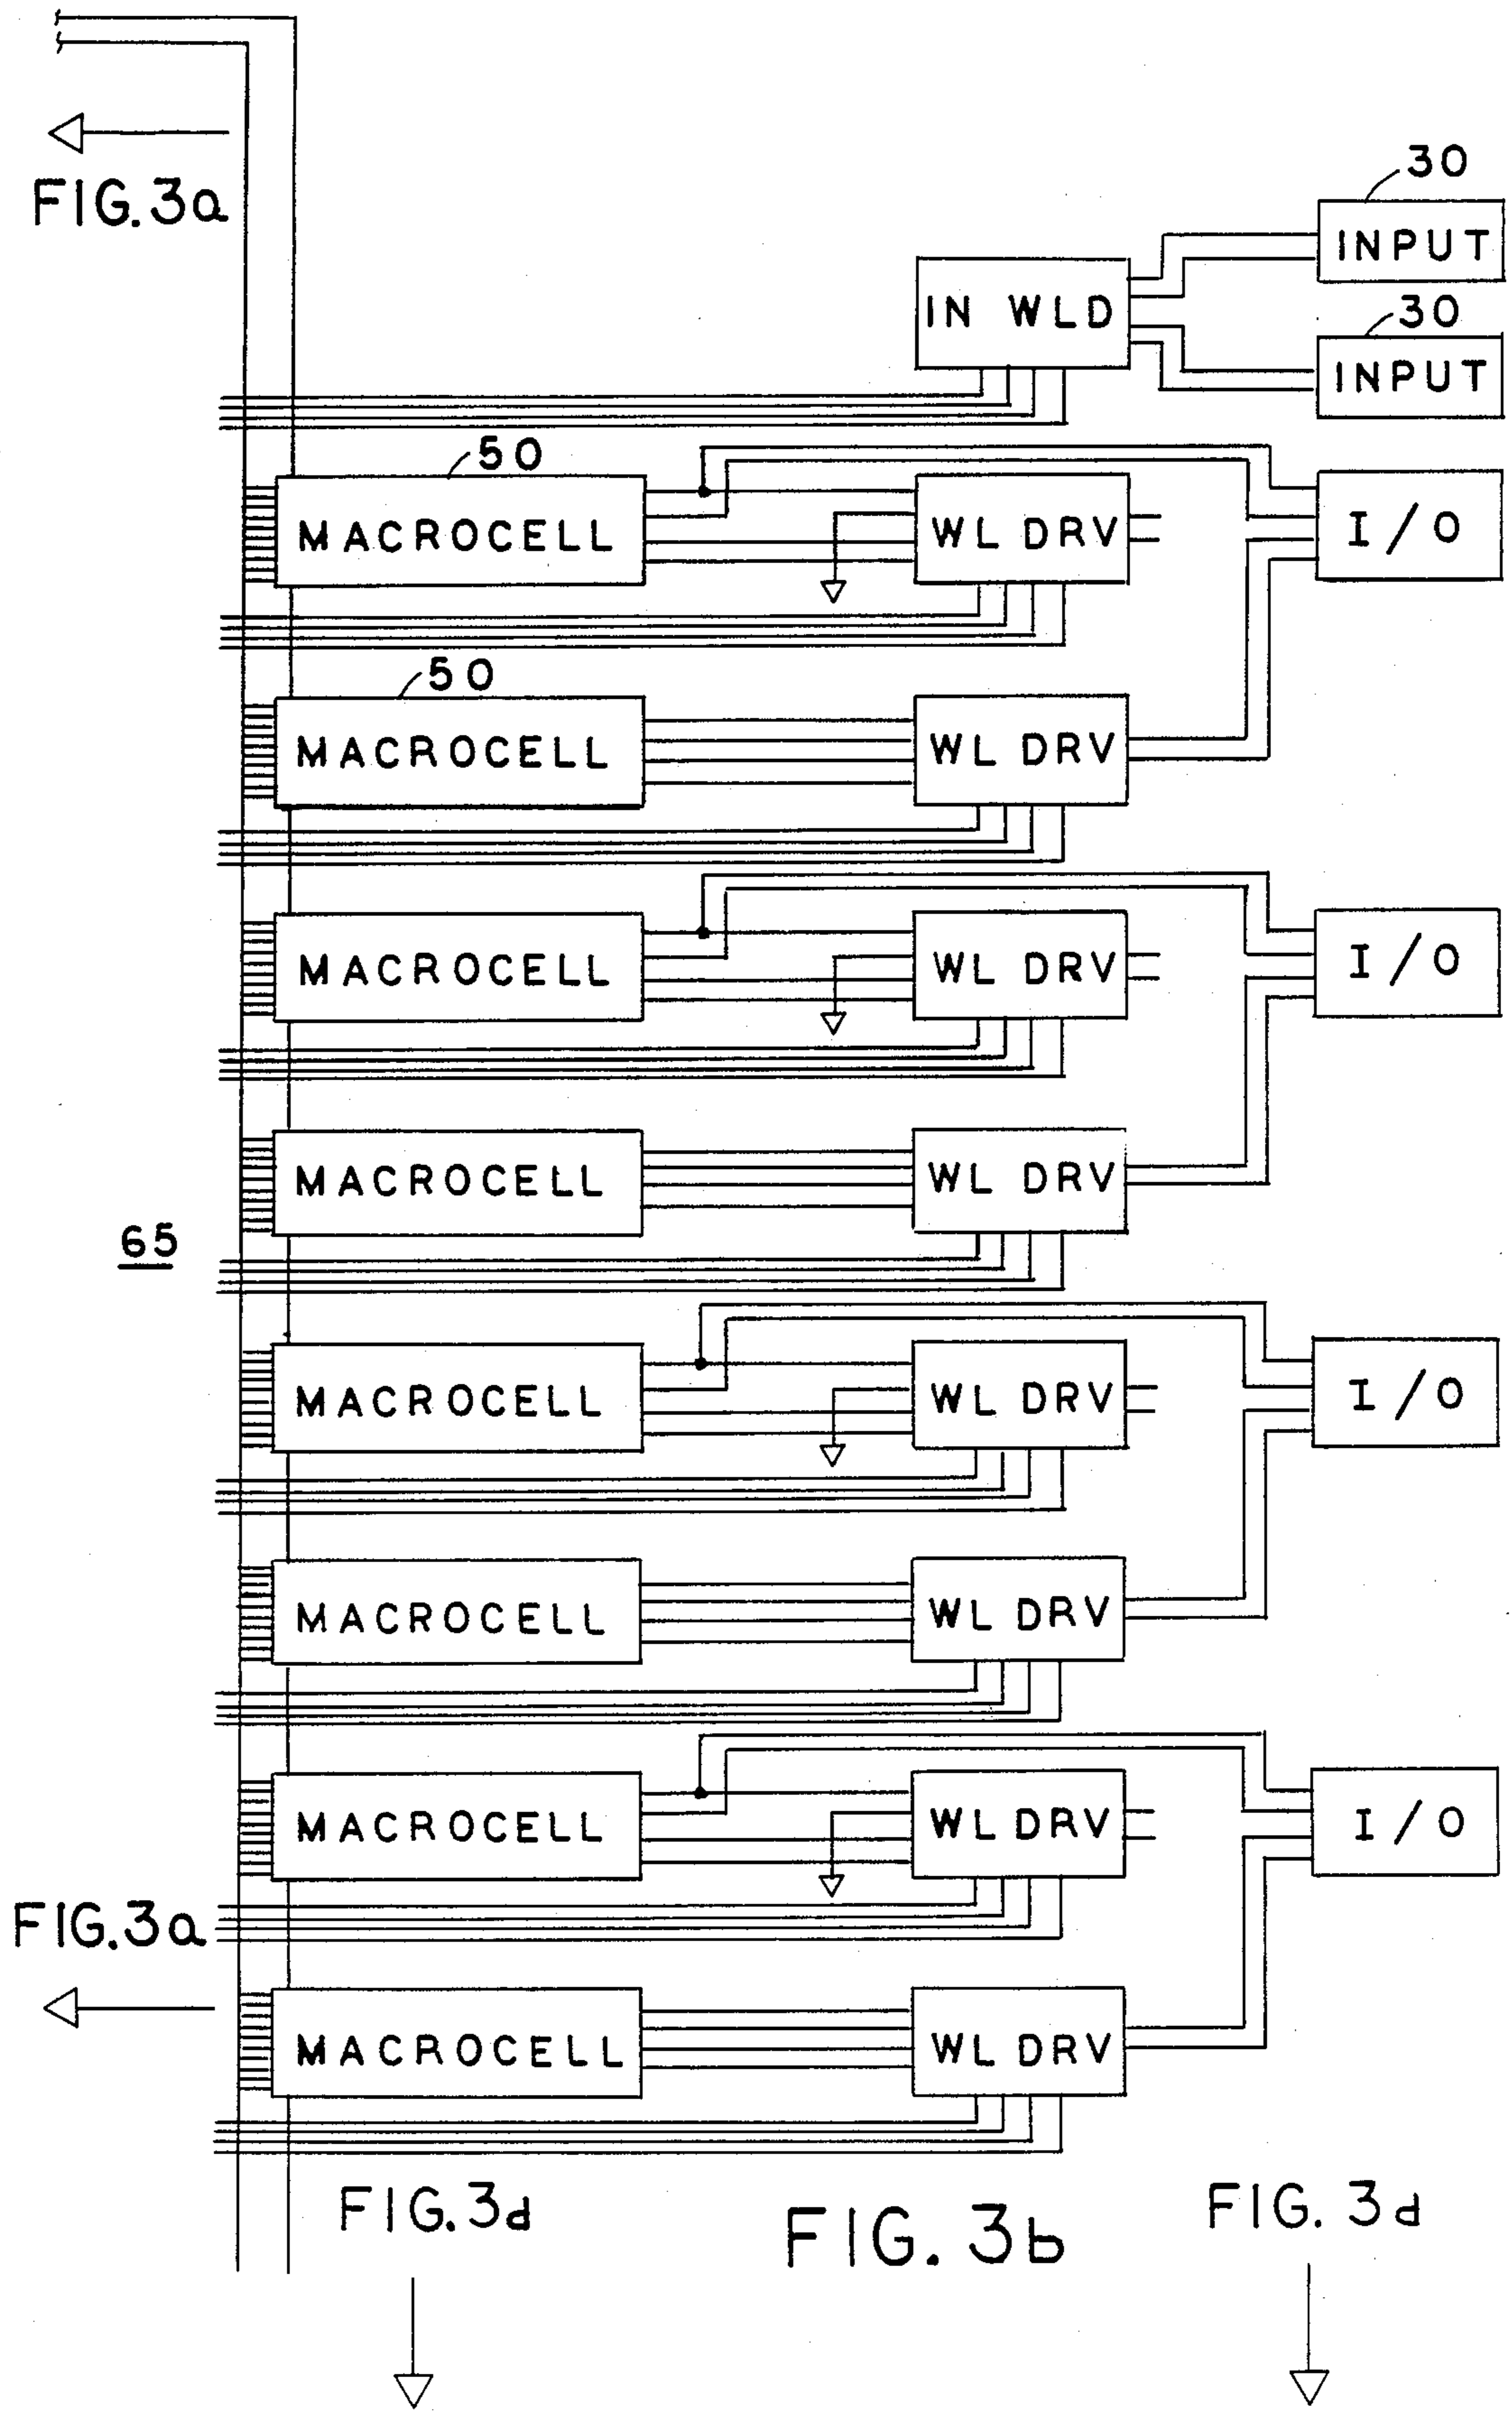 FIG. 3a
30
INPUT
IN WLD
30
INPUT
50
MACROCELL
WL DRV
I/O
50
MACROCELL
WL DRV
MACROCELL
WL DRV
I/O
MACROCELL
WL DRV
65
MACROCELL
WL DRV
I/O
MACROCELL
WL DRV
MACROCELL
WL DRV
I/O
FIG. 3a
MACROCELL
WL DRV
FIG. 3d
FIG. 3b
FIG. 3d